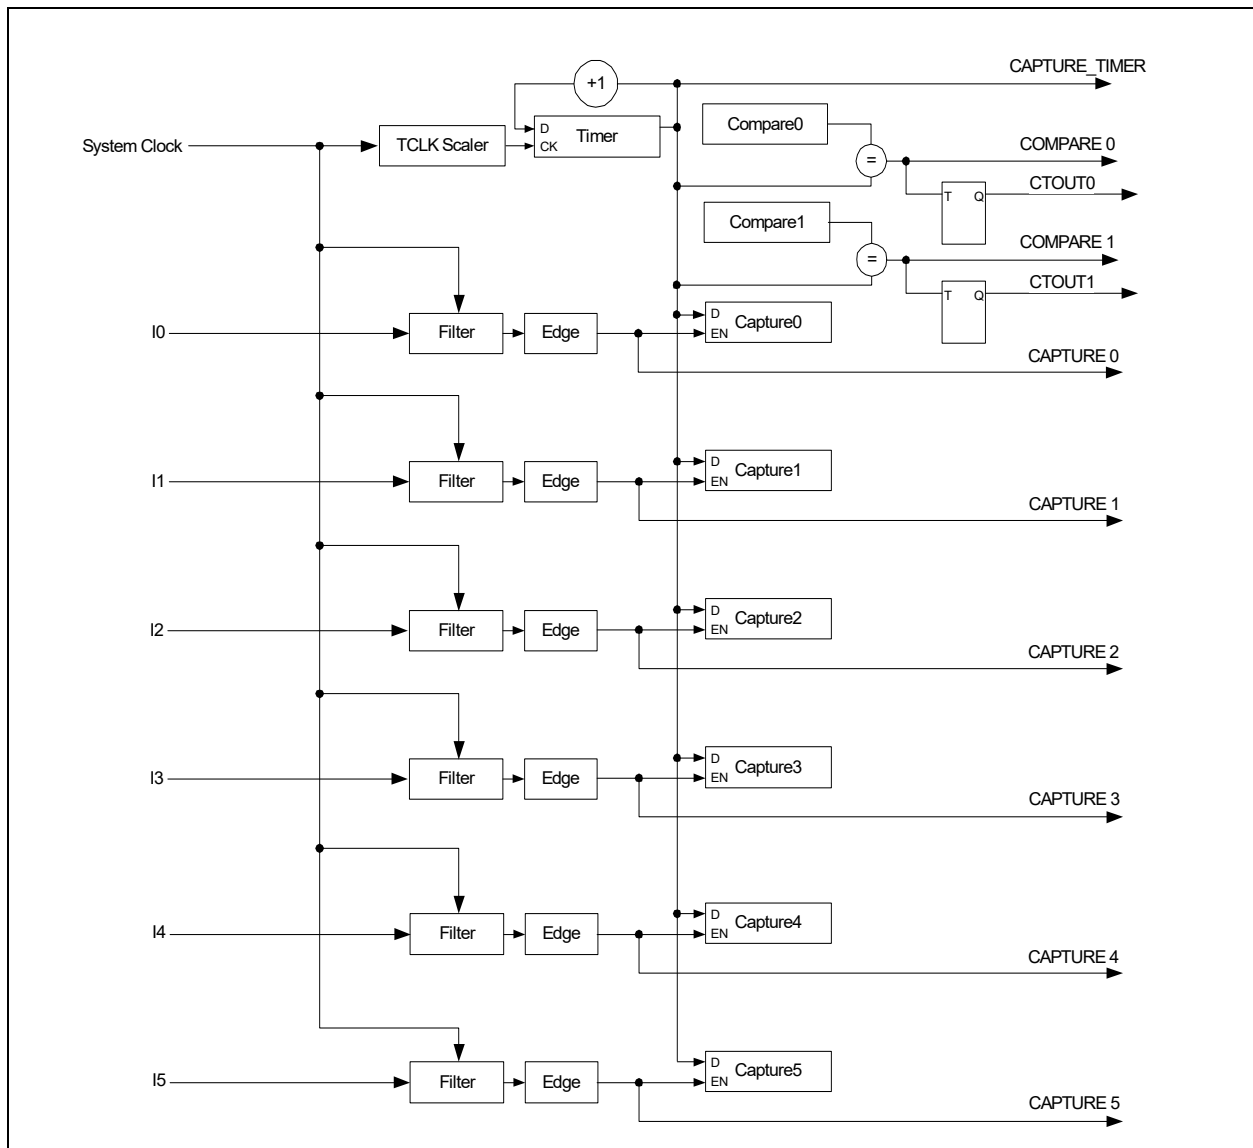 CAPTURE_TIMER
+1
D
CK
Timer
System Clock
TCLK Scaler
Compare0
=
COMPARE 0
T
Q
CTOUT0
Compare1
=
COMPARE 1
T
Q
CTOUT1
I0
Filter
Edge
D
EN
Capture0
CAPTURE 0
I1
Filter
Edge
D
EN
Capture1
CAPTURE 1
I2
Filter
Edge
D
EN
Capture2
CAPTURE 2
I3
Filter
Edge
D
EN
Capture3
CAPTURE 3
I4
Filter
Edge
D
EN
Capture4
CAPTURE 4
I5
Filter
Edge
D
EN
Capture5
CAPTURE 5